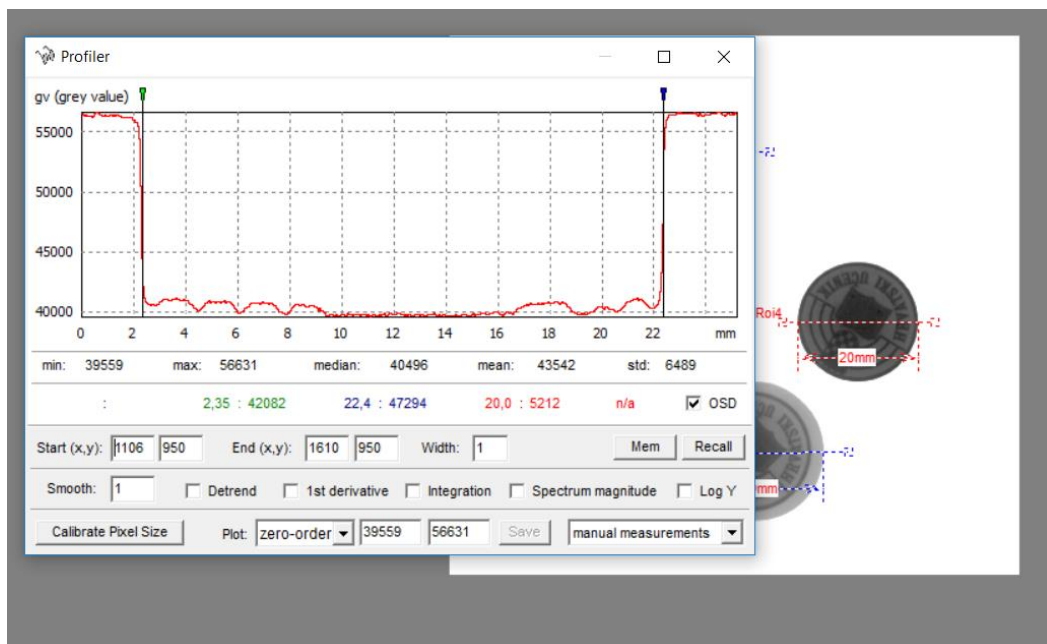 Profiler
gv (grey value)
55000
50000
45000
40000
0 2 4 6 8 10 12 14 16 18 20 22 mm
min: 39559 max: 56631 median: 40496 mean: 43542 std: 6489
: 2,35 : 42082 22,4 : 47294 20,0 : 5212 n/a OSD
Start (x,y): 1106 950 End (x,y): 1610 950 Width: 1 Mem Recall
Smooth: 1 Detrend 1st derivative Integration Spectrum magnitude Log Y
Calibrate Pixel Size Plot: zero-order 39559 56631 Save manual measurements
Roi4
20mm
mm